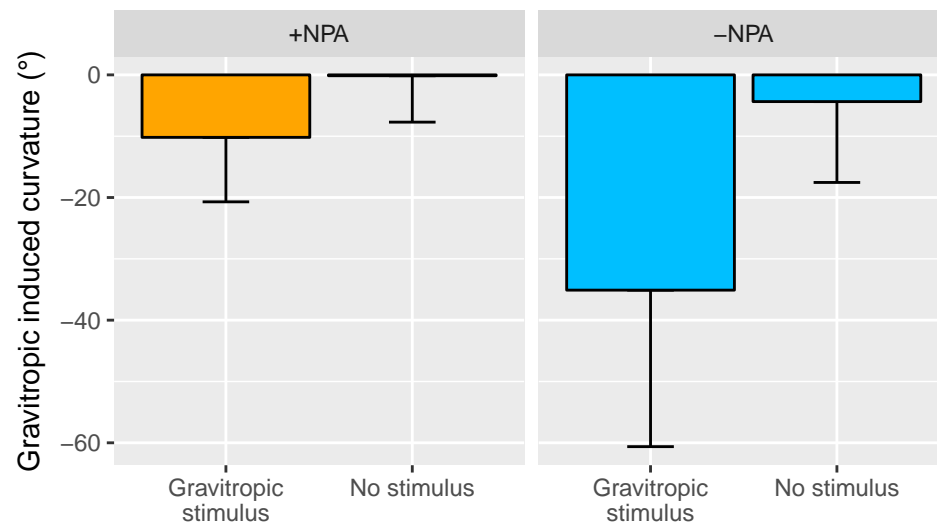 +NPA
−NPA
Gravitropic induced curvature (°)
0
−20
−40
−60
Gravitropic
stimulus
No stimulus
Gravitropic
stimulus
No stimulus